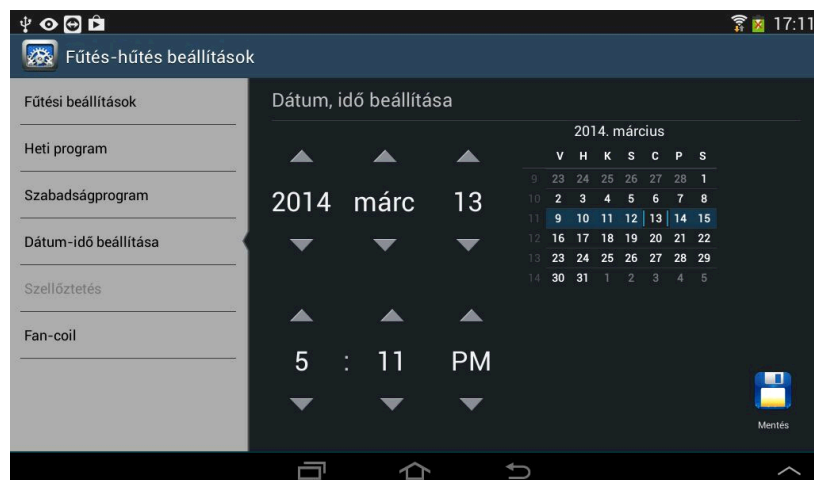 17:11
Fűtés-hűtés beállítások
Fűtési beállítások
Heti program
Szabadságprogram
Dátum-idő beállítása
Szellőztetés
Fan-coil
Dátum, idő beállítása
2014 márc 13
5 : 11 PM
2014. március
V H K S C P S
9 23 24 25 26 27 28 1
10 2 3 4 5 6 7 8
11 9 10 11 12 13 14 15
12 16 17 18 19 20 21 22
13 23 24 25 26 27 28 29
14 30 31 1 2 3 4 5
Mentés